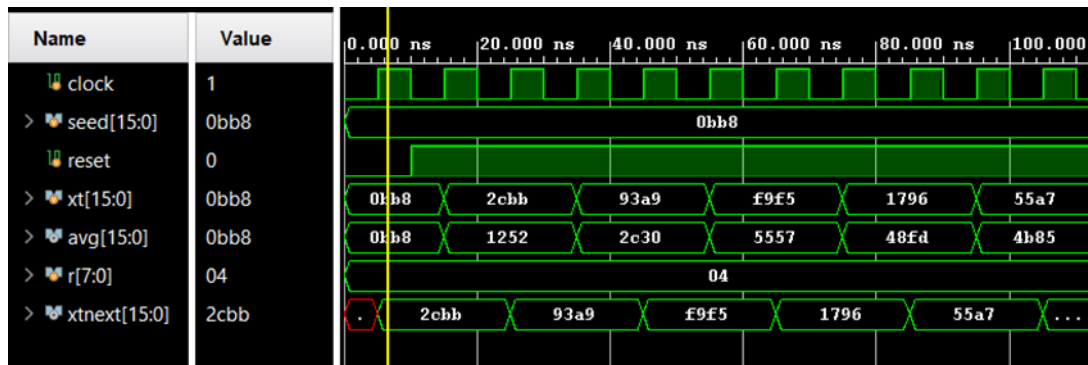 Name Value 0.000 ns 20.000 ns 40.000 ns 60.000 ns 80.000 ns 100.000
clock 1
seed[15:0] 0bb8 0bb8
reset 0
xt[15:0] 0bb8 0bb8 2cbb 93a9 f9f5 1796 55a7
avg[15:0] 0bb8 0bb8 1252 2c30 5557 48fd 4b85
r[7:0] 04 04
xtnext[15:0] 2cbb . 2cbb 93a9 f9f5 1796 55a7 ...